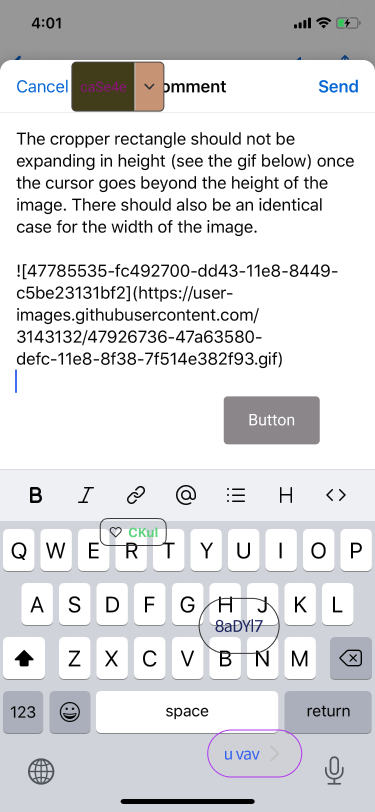 4:01
Cancel omment Send
The cropper rectangle should not be
expanding in height (see the gif below) once
the cursor goes beyond the height of the
image. There should also be an identical
case for the width of the image.
![47785535-fc492700-dd43-11e8-8449-
c5be23131bf2](https://user-
images.githubusercontent.com/
3143132/47926736-47a63580-
defc-11e8-8f38-7f514e382f93.gif)
Button
B I @ H <>
CKuI
Q W E R T Y U I O P
A S D F G H J K L
8aDYl7
Z X C V B N M
123 space return
u vav